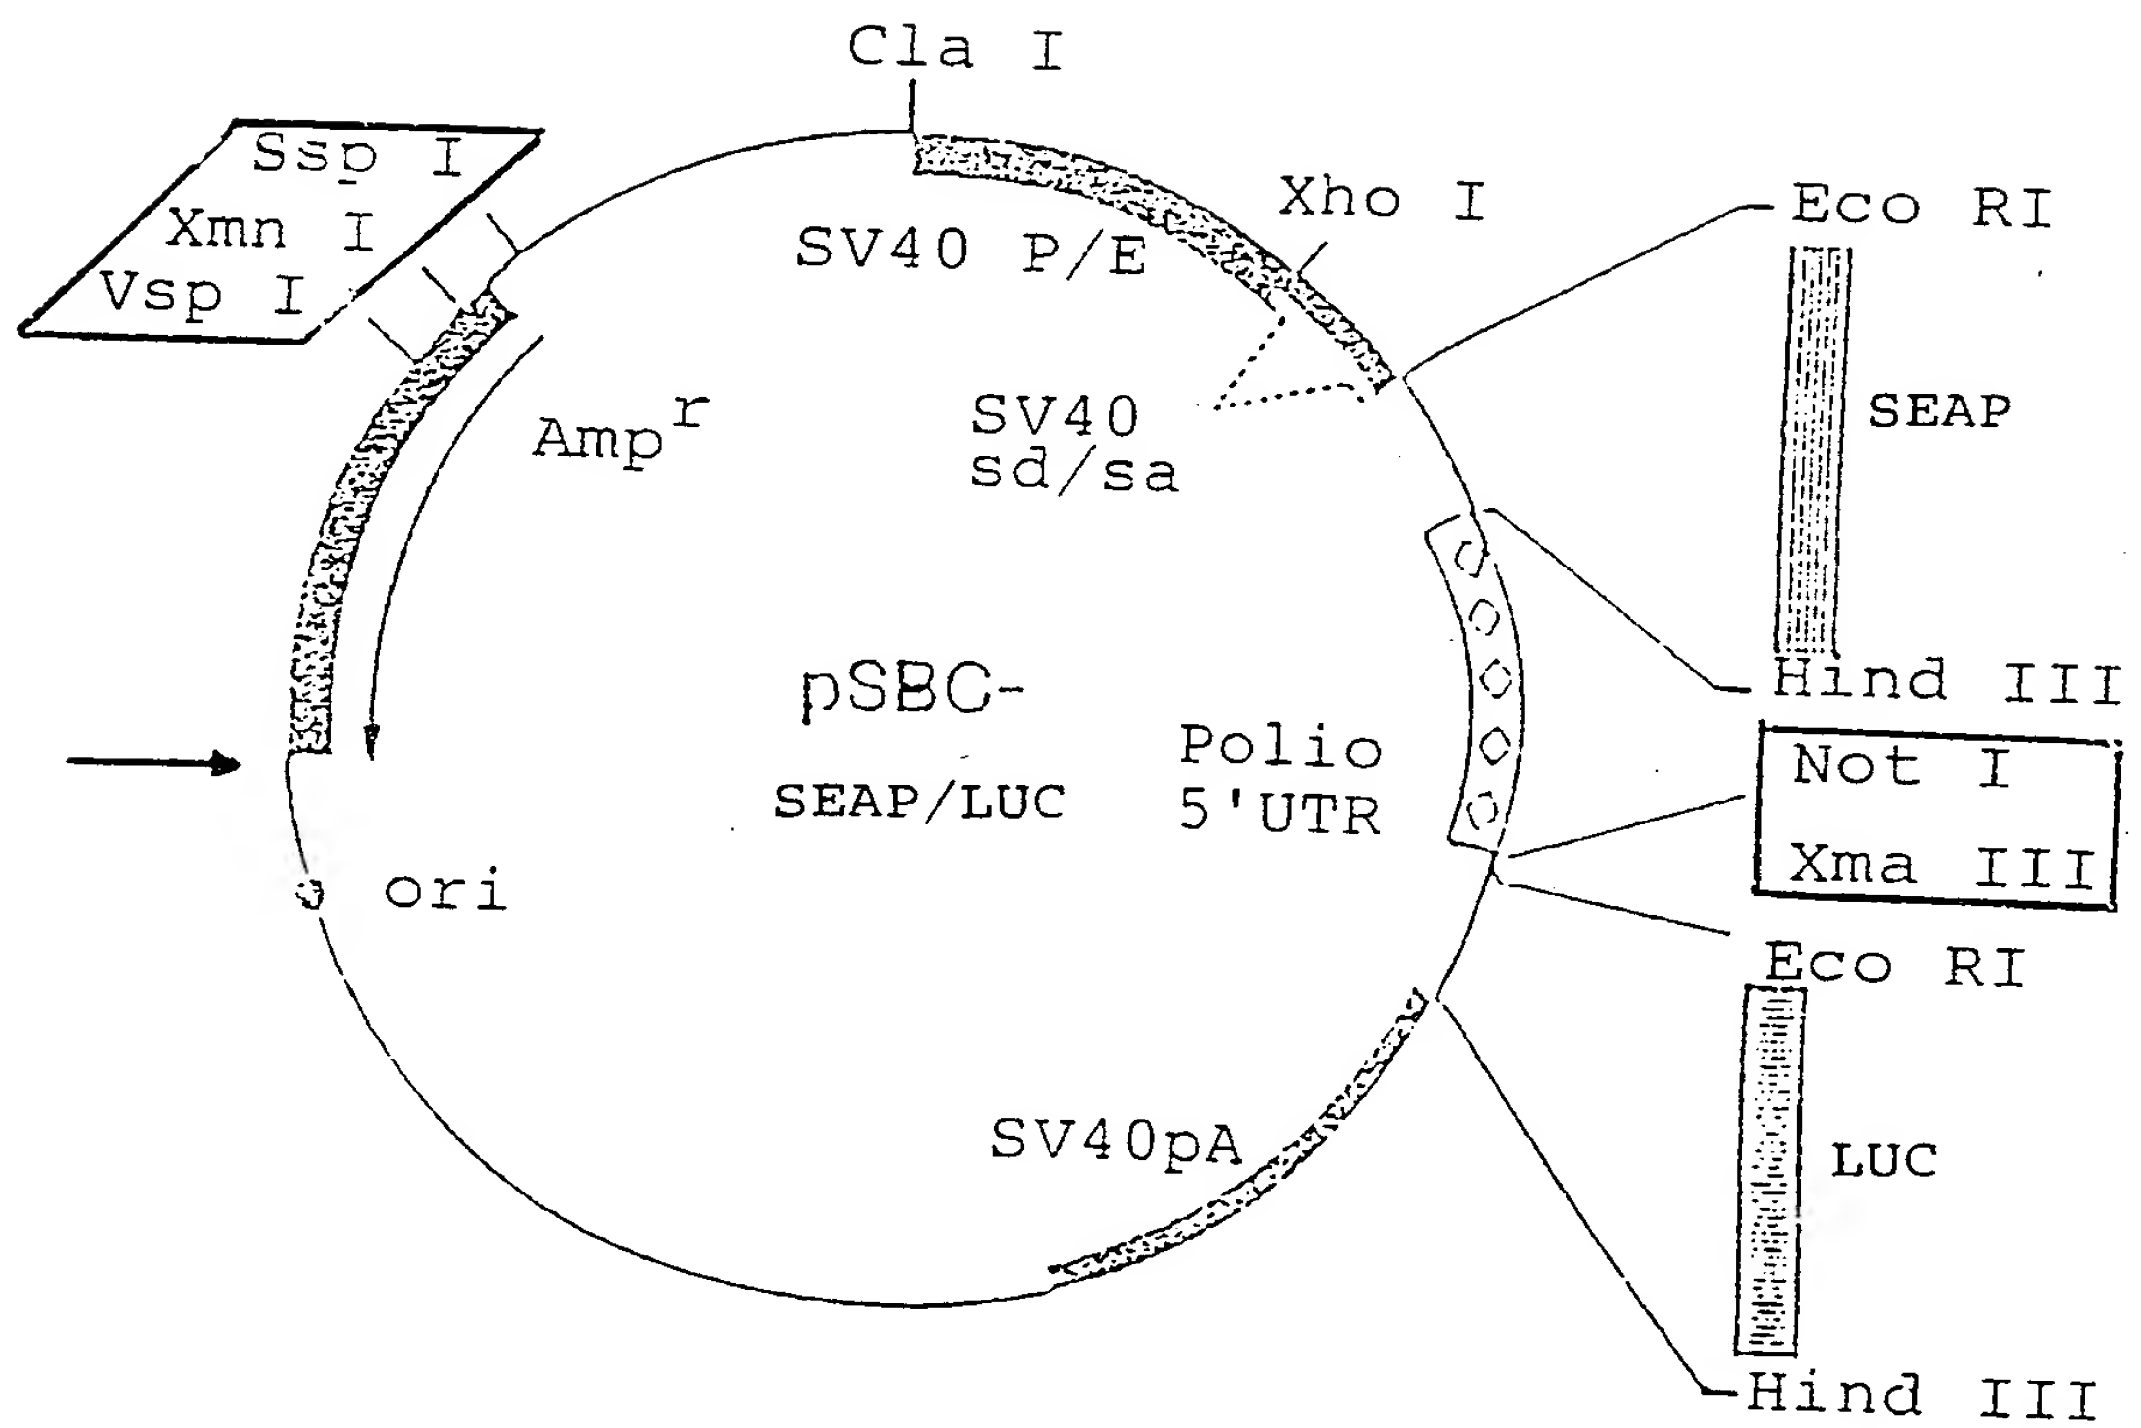 Cla I
Ssp I
Xmn I
Vsp I
Xho I
Eco RI
SV40 P/E
SEAP
SV40
sd/sa
Amp^r
Hind III
pSBC-
SEAP/LUC
Polio
5'UTR
Not I
Xma III
ori
Eco RI
SV40pA
LUC
Hind III